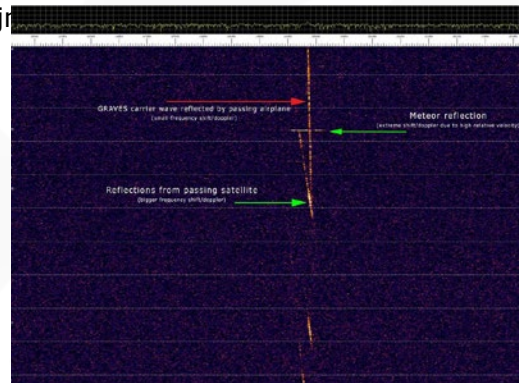 GRAVES carrier wave reflected by passing airplane
(small frequency shift/doppler)
Meteor reflection
(extreme shift/doppler due to high relative velocity)
Reflections from passing satellite
(bigger frequency shift/doppler)